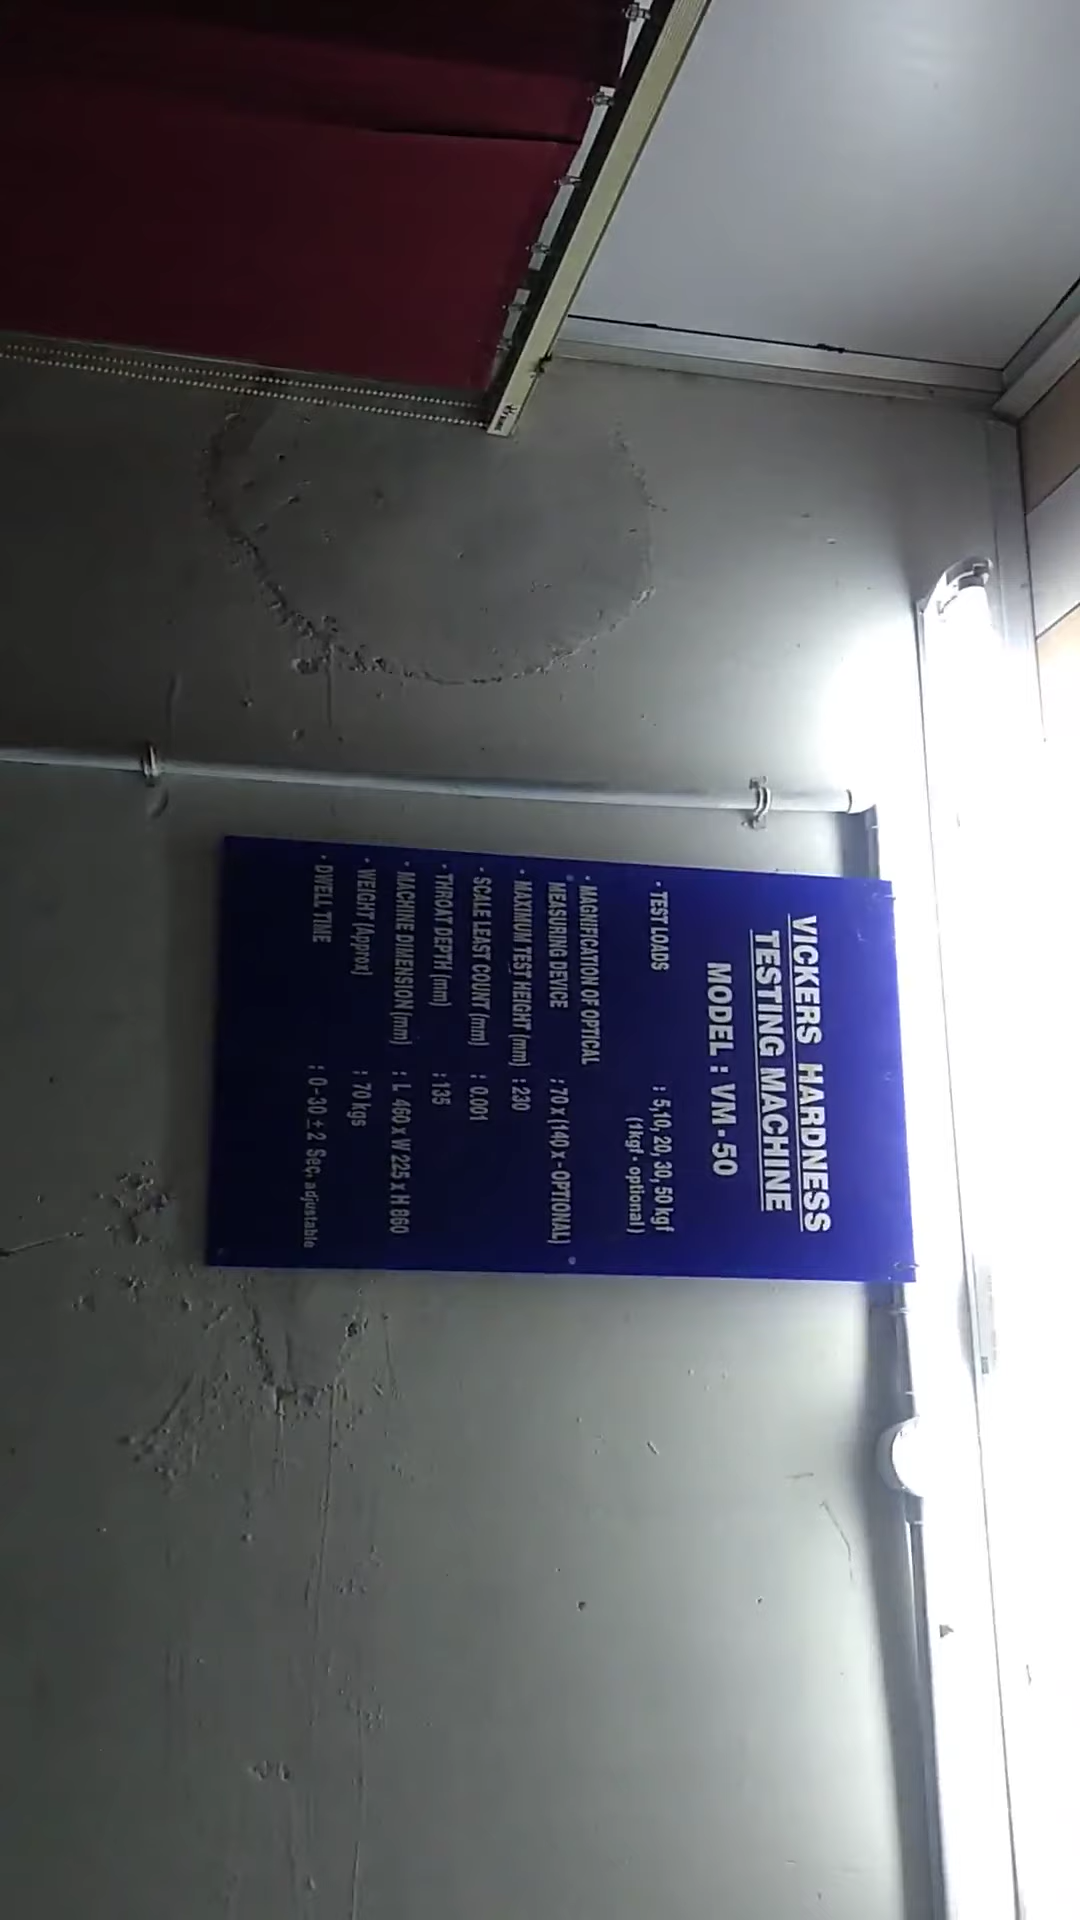 VICKERS HARDNESS
TESTING MACHINE
MODEL : VM-50
• TEST LOADS : 5,10, 20, 30, 50 kgf
(1kgf - optional)
• MAGNIFICATION OF OPTICAL
MEASURING DEVICE : 70 x (140 x - OPTIONAL)
• MAXIMUM TEST HEIGHT (mm) : 230
• SCALE LEAST COUNT (mm) : 0.001
• THROAT DEPTH (mm) : 135
• MACHINE DIMENSION (mm) : L 460 x W 225 x H 860
• WEIGHT (Approx) : 70 kgs
• DWELL TIME : 0-30 ± 2 Sec. adjustable